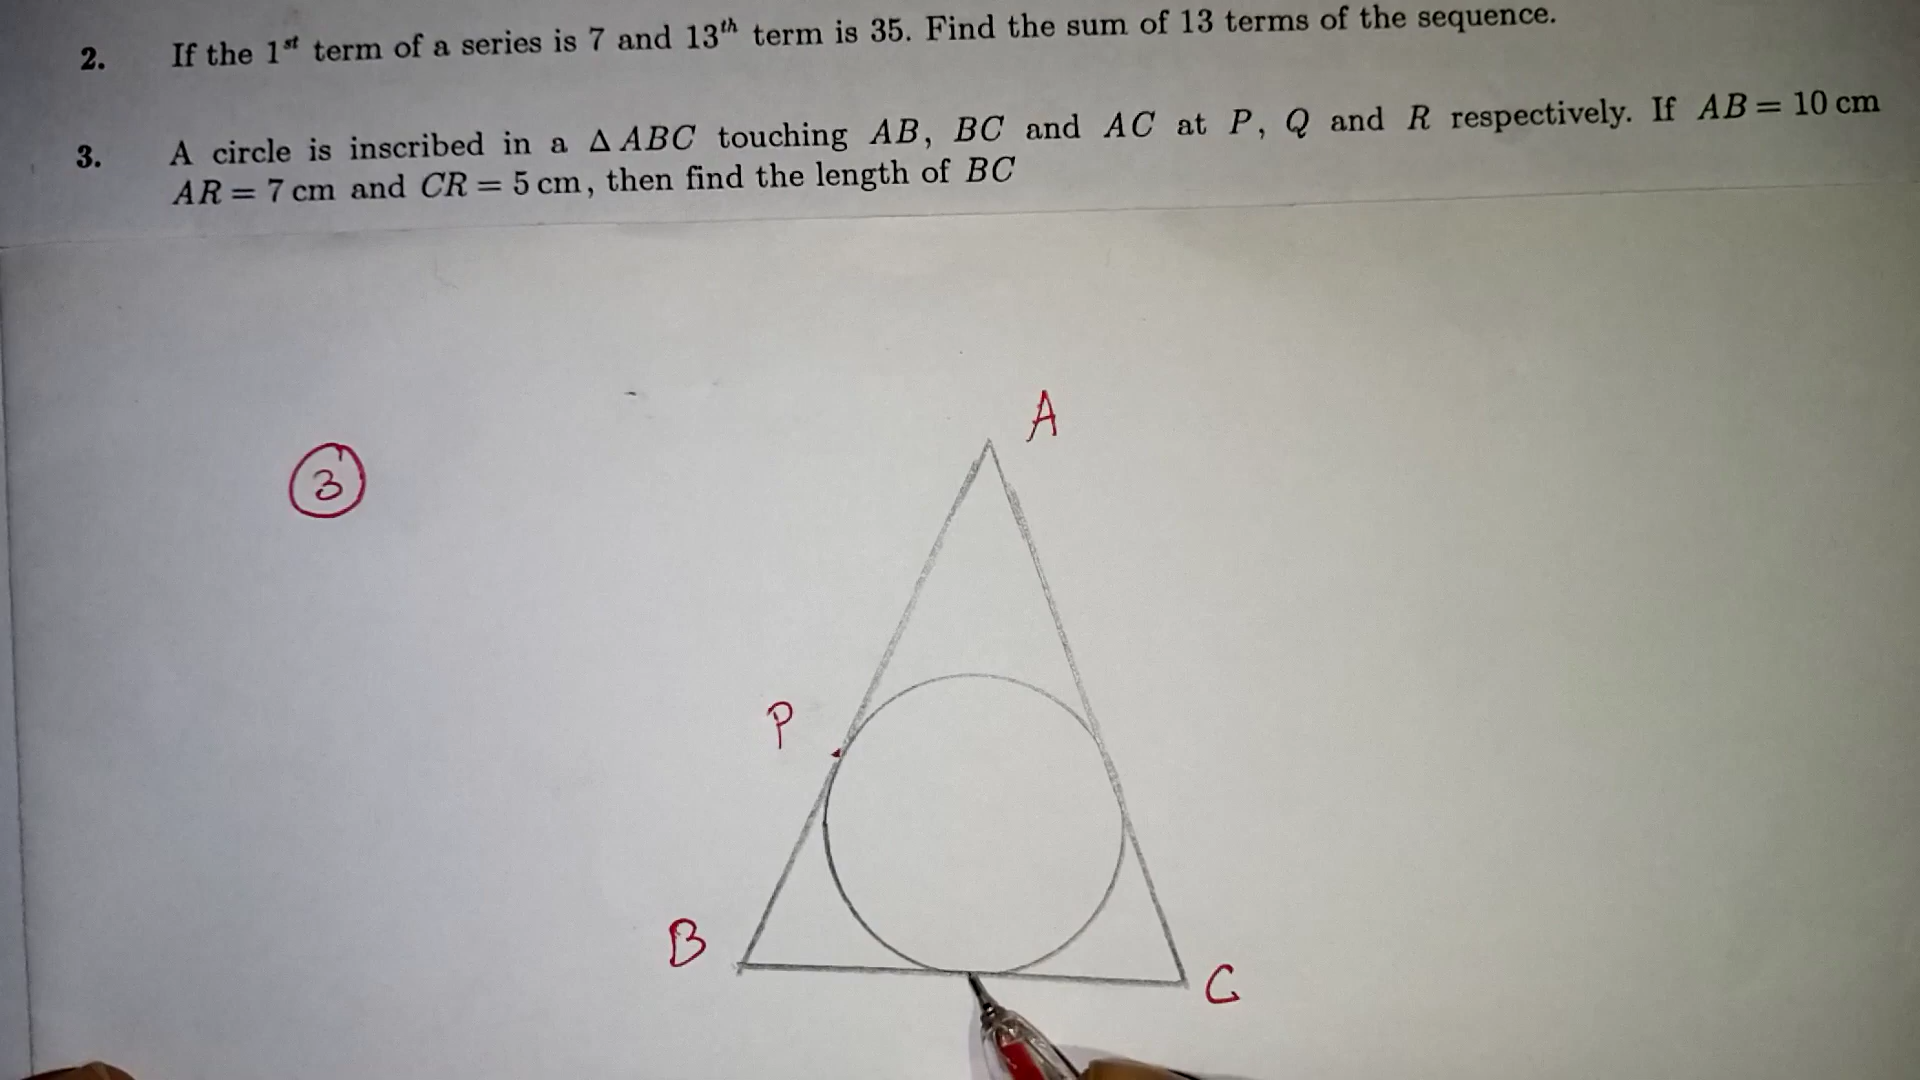 2. If the 1st term of a series is 7 and 13th term is 35. Find the sum of 13 terms of the sequence.
3. A circle is inscribed in a Δ ABC touching AB, BC and AC at P, Q and R respectively. If AB = 10 cm
AR = 7 cm and CR = 5 cm, then find the length of BC
A
3
P
B
C